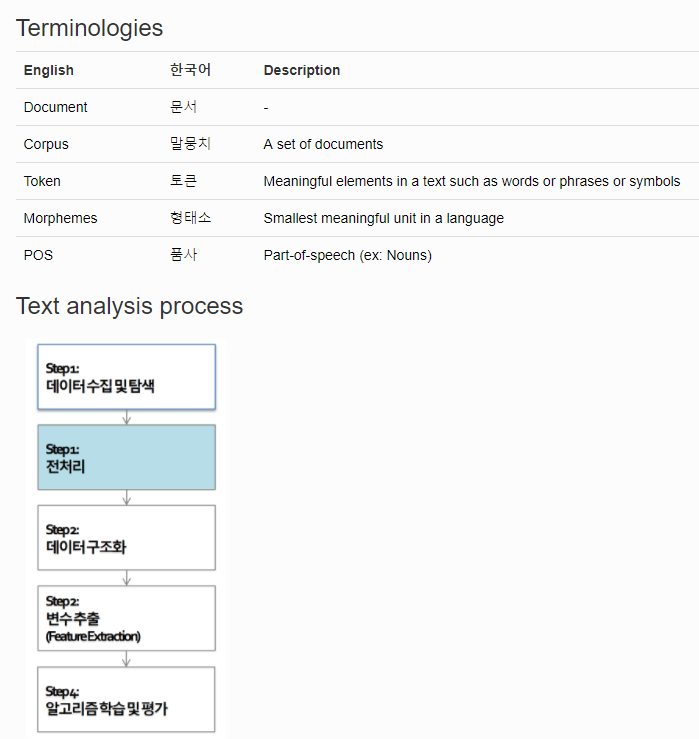 Terminologies
English 한국어 Description
Document 문서 -
Corpus 말뭉치 A set of documents
Token 토큰 Meaningful elements in a text such as words or phrases or symbols
Morphemes 형태소 Smallest meaningful unit in a language
POS 품사 Part-of-speech (ex: Nouns)
Text analysis process
Step1:
데이터 수집 및 탐색
Step1:
전처리
Step2:
데이터 구조화
Step2:
변수 추출
(Feature Extraction)
Step4:
알고리즘 학습 및 평가